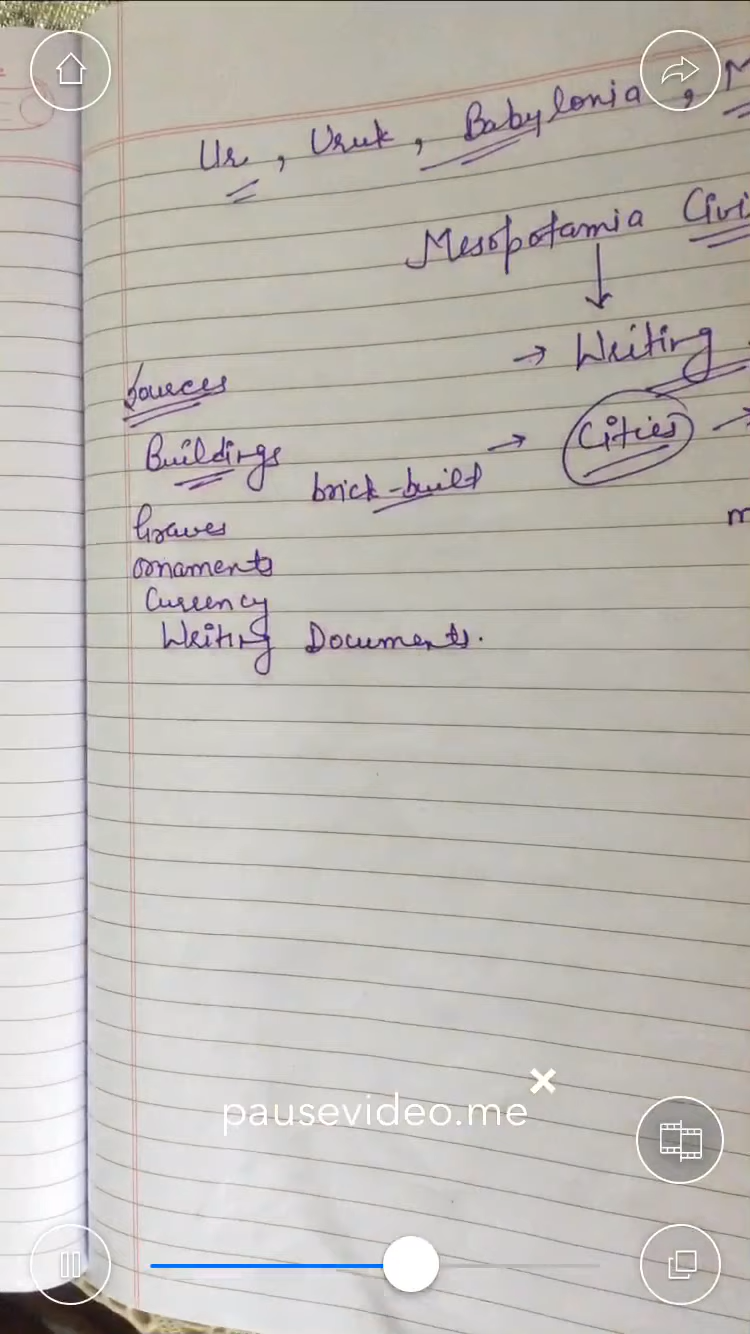 Ur, Uruk, Babylonia, M
Mesopotamia Civi
→ Writing
Sources
Buildings
brick-built → Cities →
Graves
m
ornaments
Currency
Writing Documents.
pausevideo.me